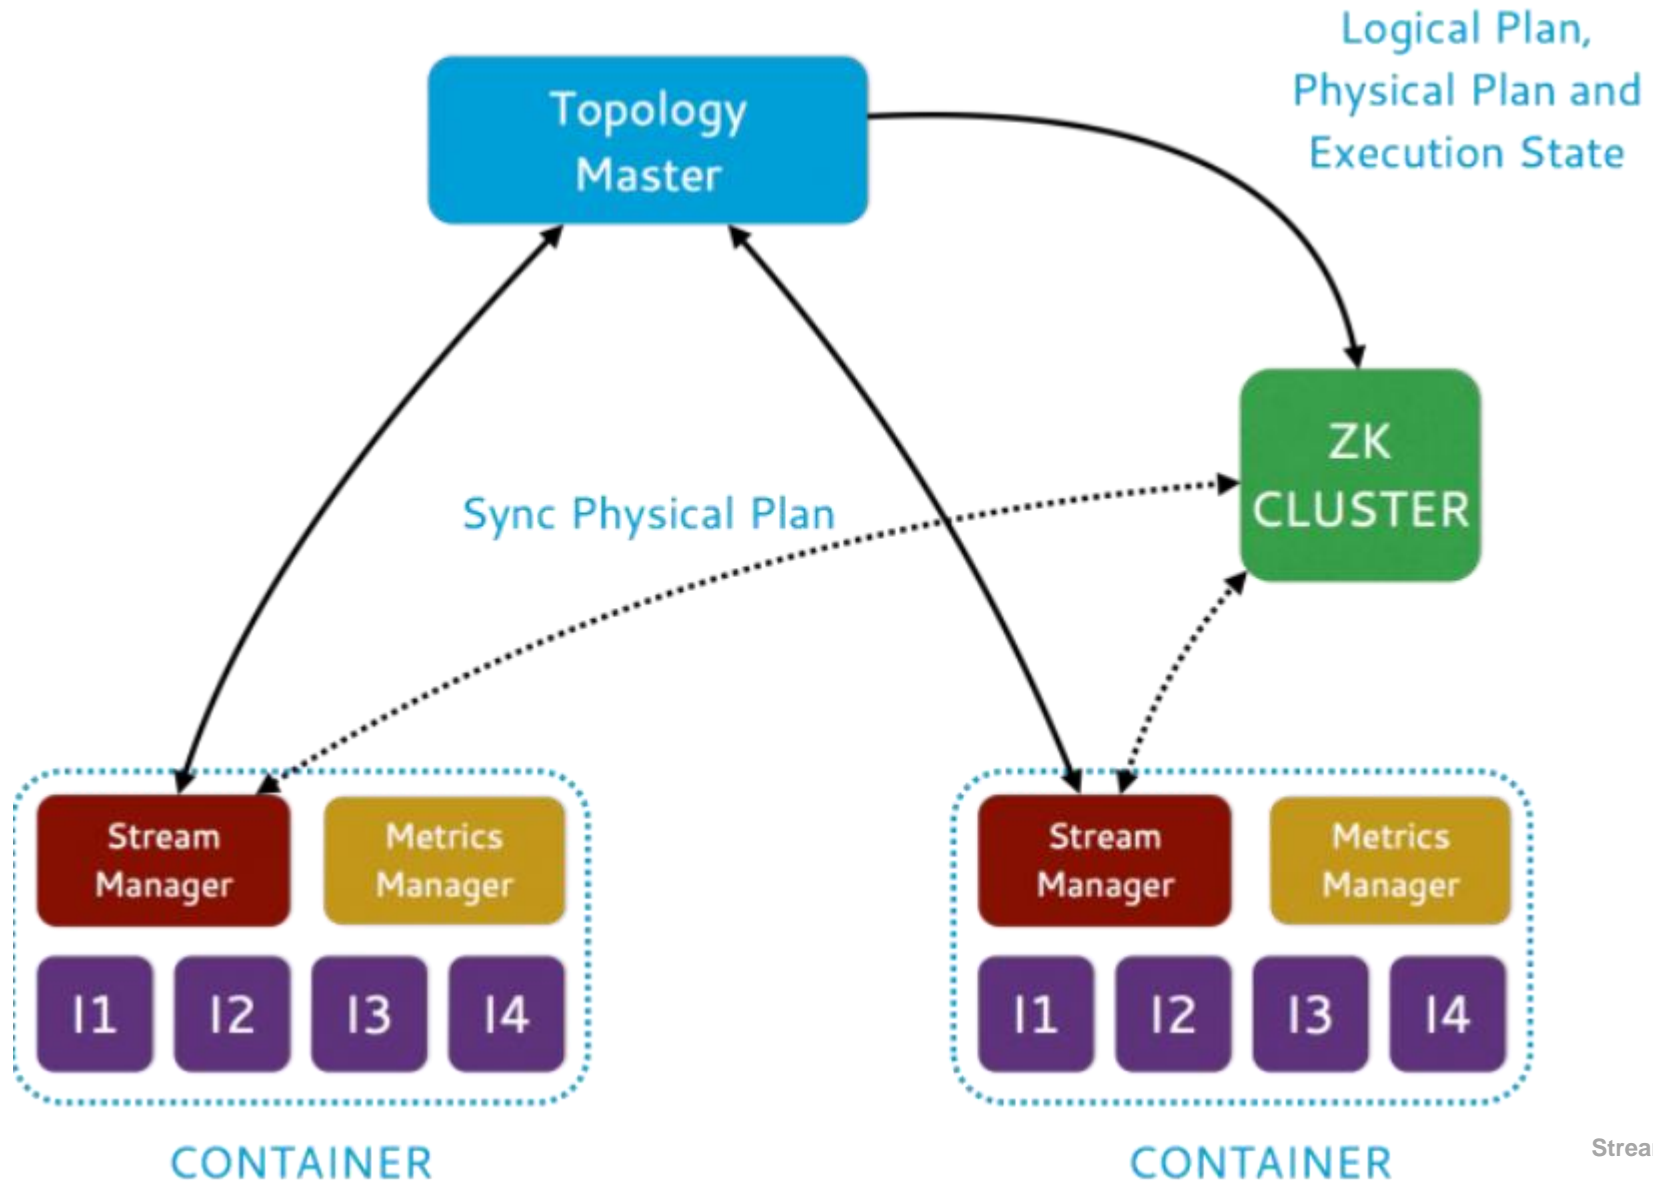 Logical Plan,
Physical Plan and
Execution State
Topology
Master
ZK
CLUSTER
Sync Physical Plan
Stream
Manager
Metrics
Manager
I1
I2
I3
I4
CONTAINER
Stream
Manager
Metrics
Manager
I1
I2
I3
I4
CONTAINER